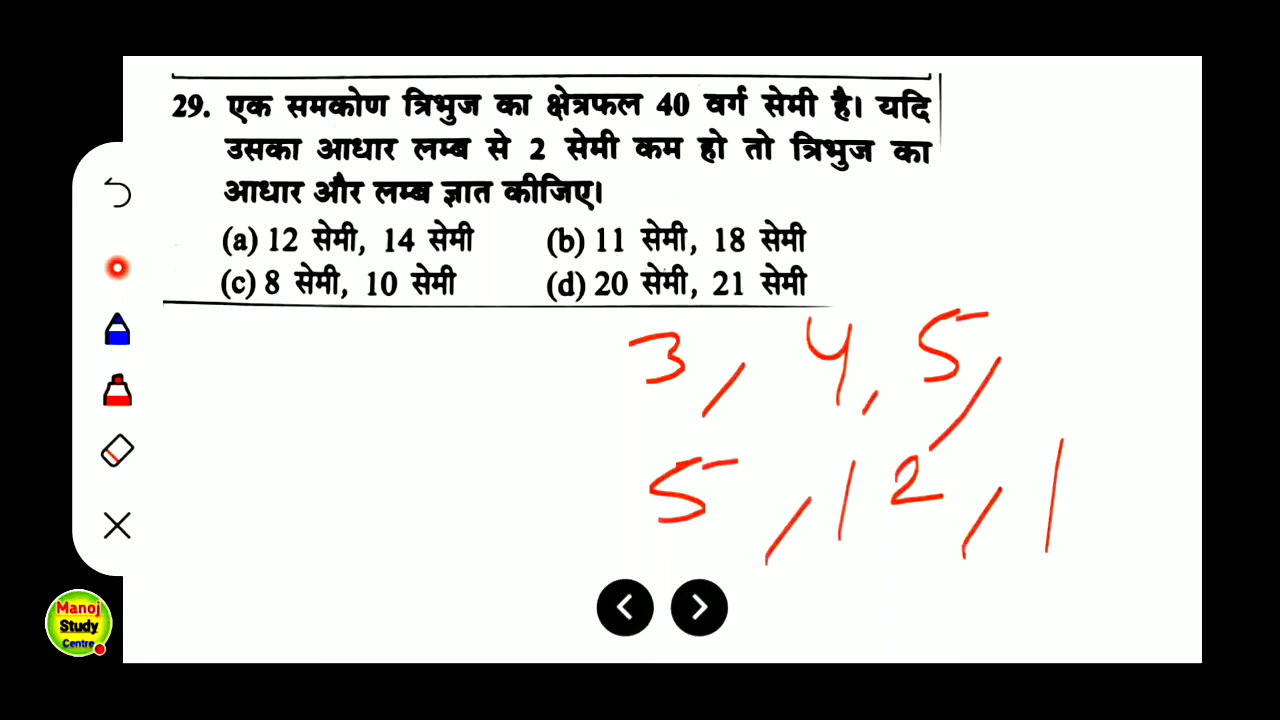 29. एक समकोण त्रिभुज का क्षेत्रफल 40 वर्ग सेमी है। यदि
उसका आधार लम्ब से 2 सेमी कम हो तो त्रिभुज का
आधार और लम्ब ज्ञात कीजिए।
(a) 12 सेमी, 14 सेमी (b) 11 सेमी, 18 सेमी
(c) 8 सेमी, 10 सेमी (d) 20 सेमी, 21 सेमी
3, 4, 5,
5, 12, 1
Manoj
Study
Centre